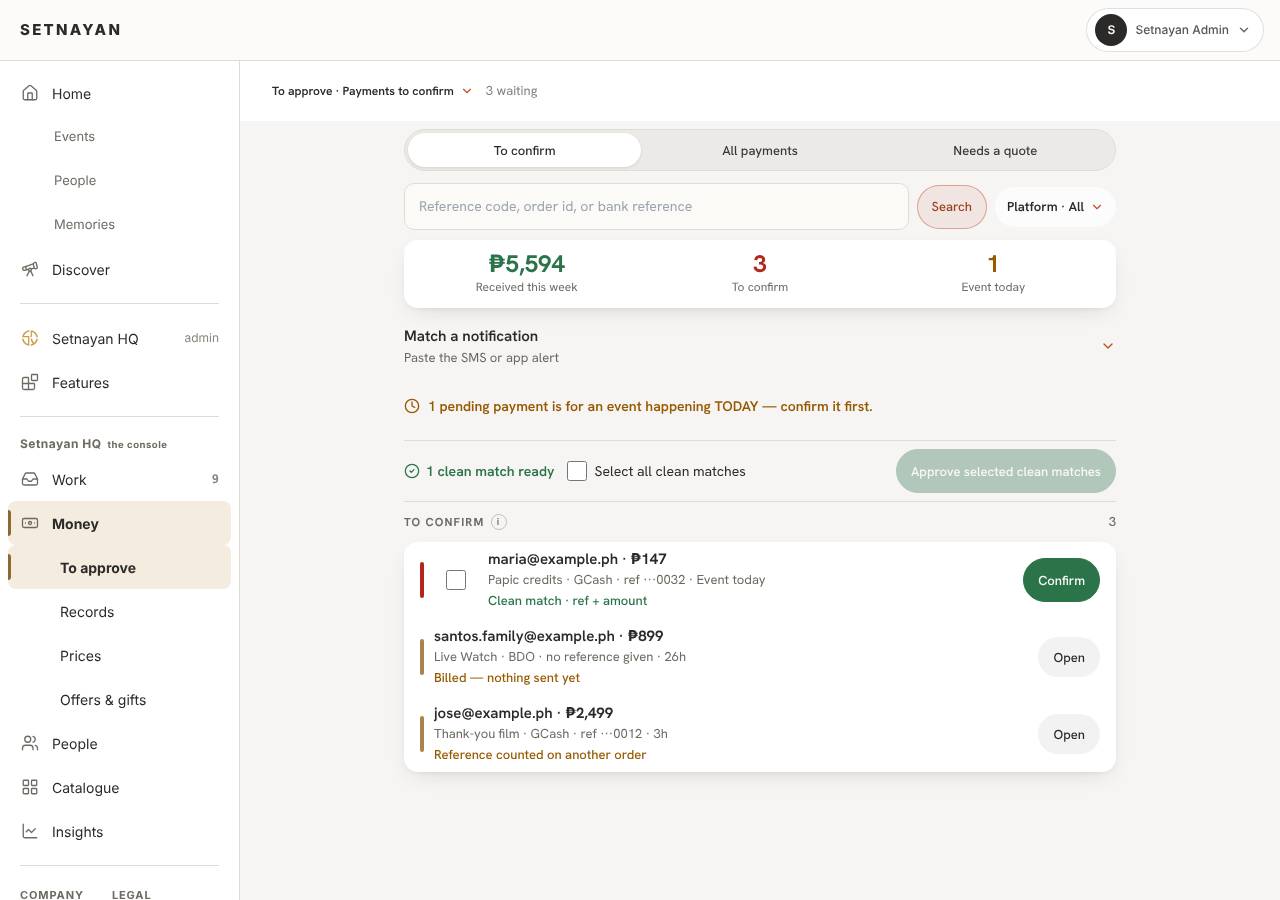 SETNAYAN
S
Setnayan Admin
Home
Events
People
Memories
Discover
Setnayan HQ admin
Features
Setnayan HQ the console
Work 9
Money
To approve
Records
Prices
Offers & gifts
People
Catalogue
Insights
COMPANY LEGAL
To approve · Payments to confirm 3 waiting
To confirm All payments Needs a quote
Reference code, order id, or bank reference Search Platform · All
₱5,594 3 1
Received this week To confirm Event today
Match a notification
Paste the SMS or app alert
1 pending payment is for an event happening TODAY — confirm it first.
1 clean match ready Select all clean matches Approve selected clean matches
TO CONFIRM i 3
maria@example.ph · ₱147
Papic credits · GCash · ref ···0032 · Event today
Clean match · ref + amount
Confirm
santos.family@example.ph · ₱899
Live Watch · BDO · no reference given · 26h
Billed — nothing sent yet
Open
jose@example.ph · ₱2,499
Thank-you film · GCash · ref ···0012 · 3h
Reference counted on another order
Open